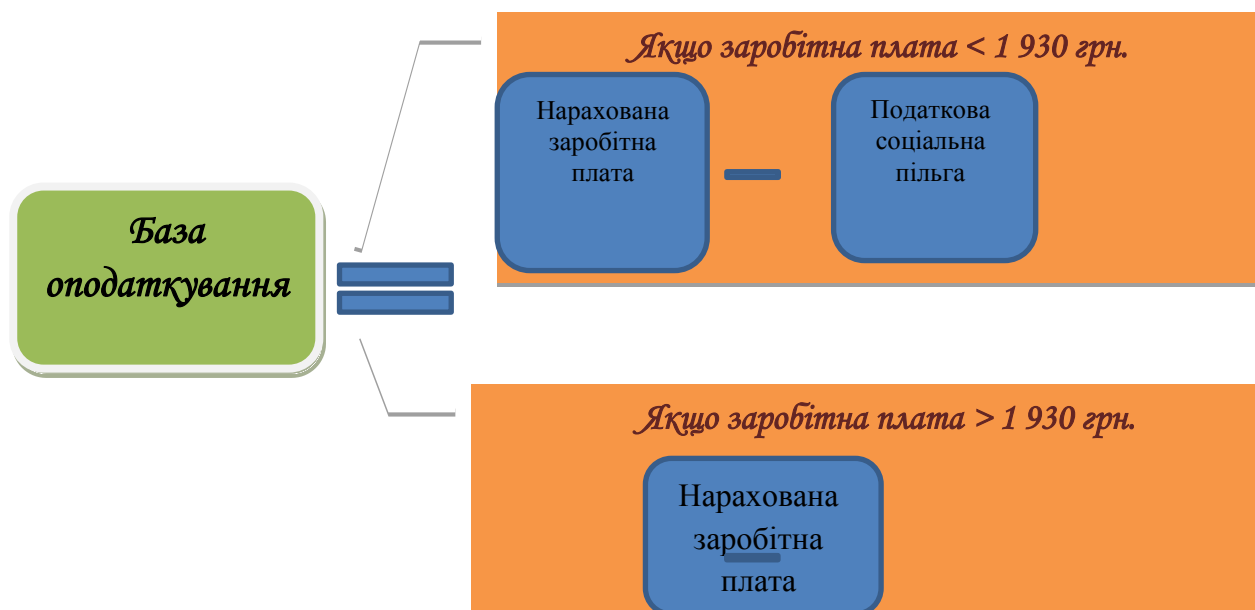 Якщо заробітна плата < 1 930 грн.
Нарахована
заробітна
плата
Податкова
соціальна
пільга
База
оподаткування
Якщо заробітна плата > 1 930 грн.
Нарахована
заробітна
плата